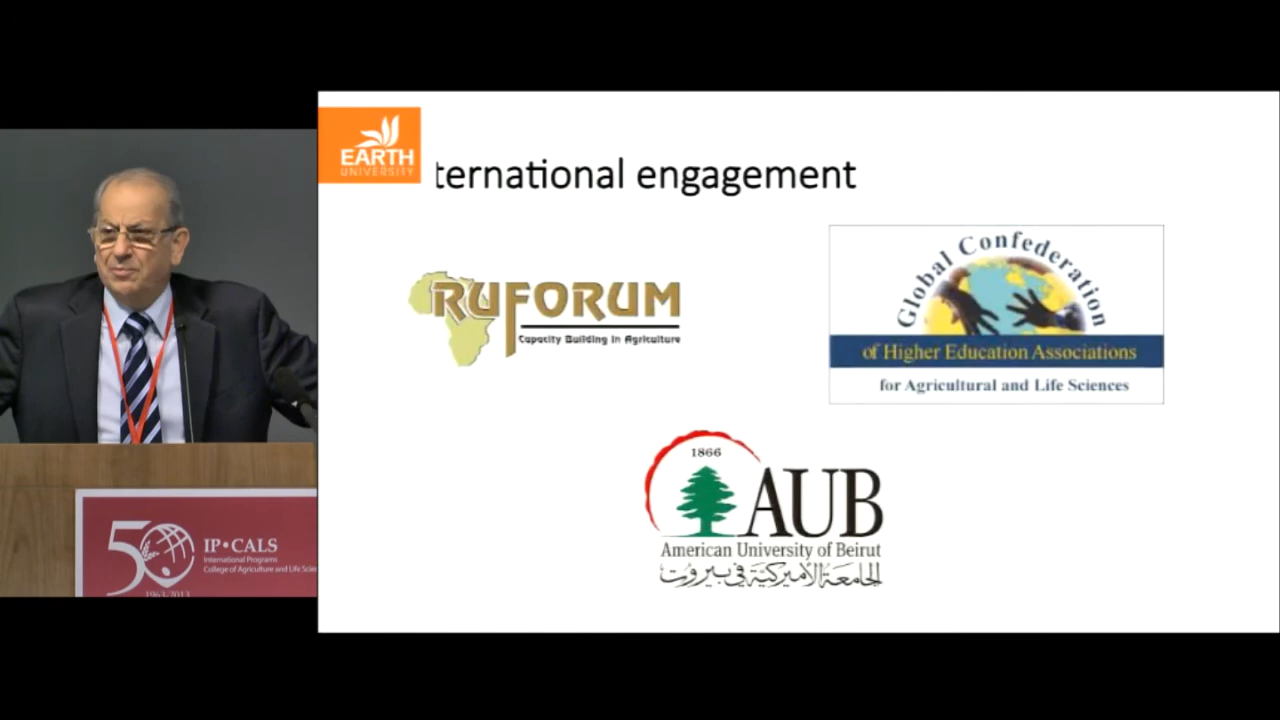 EARTH
UNIVERSITY
ternational engagement
RUFORUM
Capacity Building in Agriculture
Global Confederation
of Higher Education Associations
for Agricultural and Life Sciences
1866
AUB
American University of Beirut
الجامعة الأميركية في بيروت
50
IP•CALS
International Programs
College of Agriculture and Life Scie
1963-2013